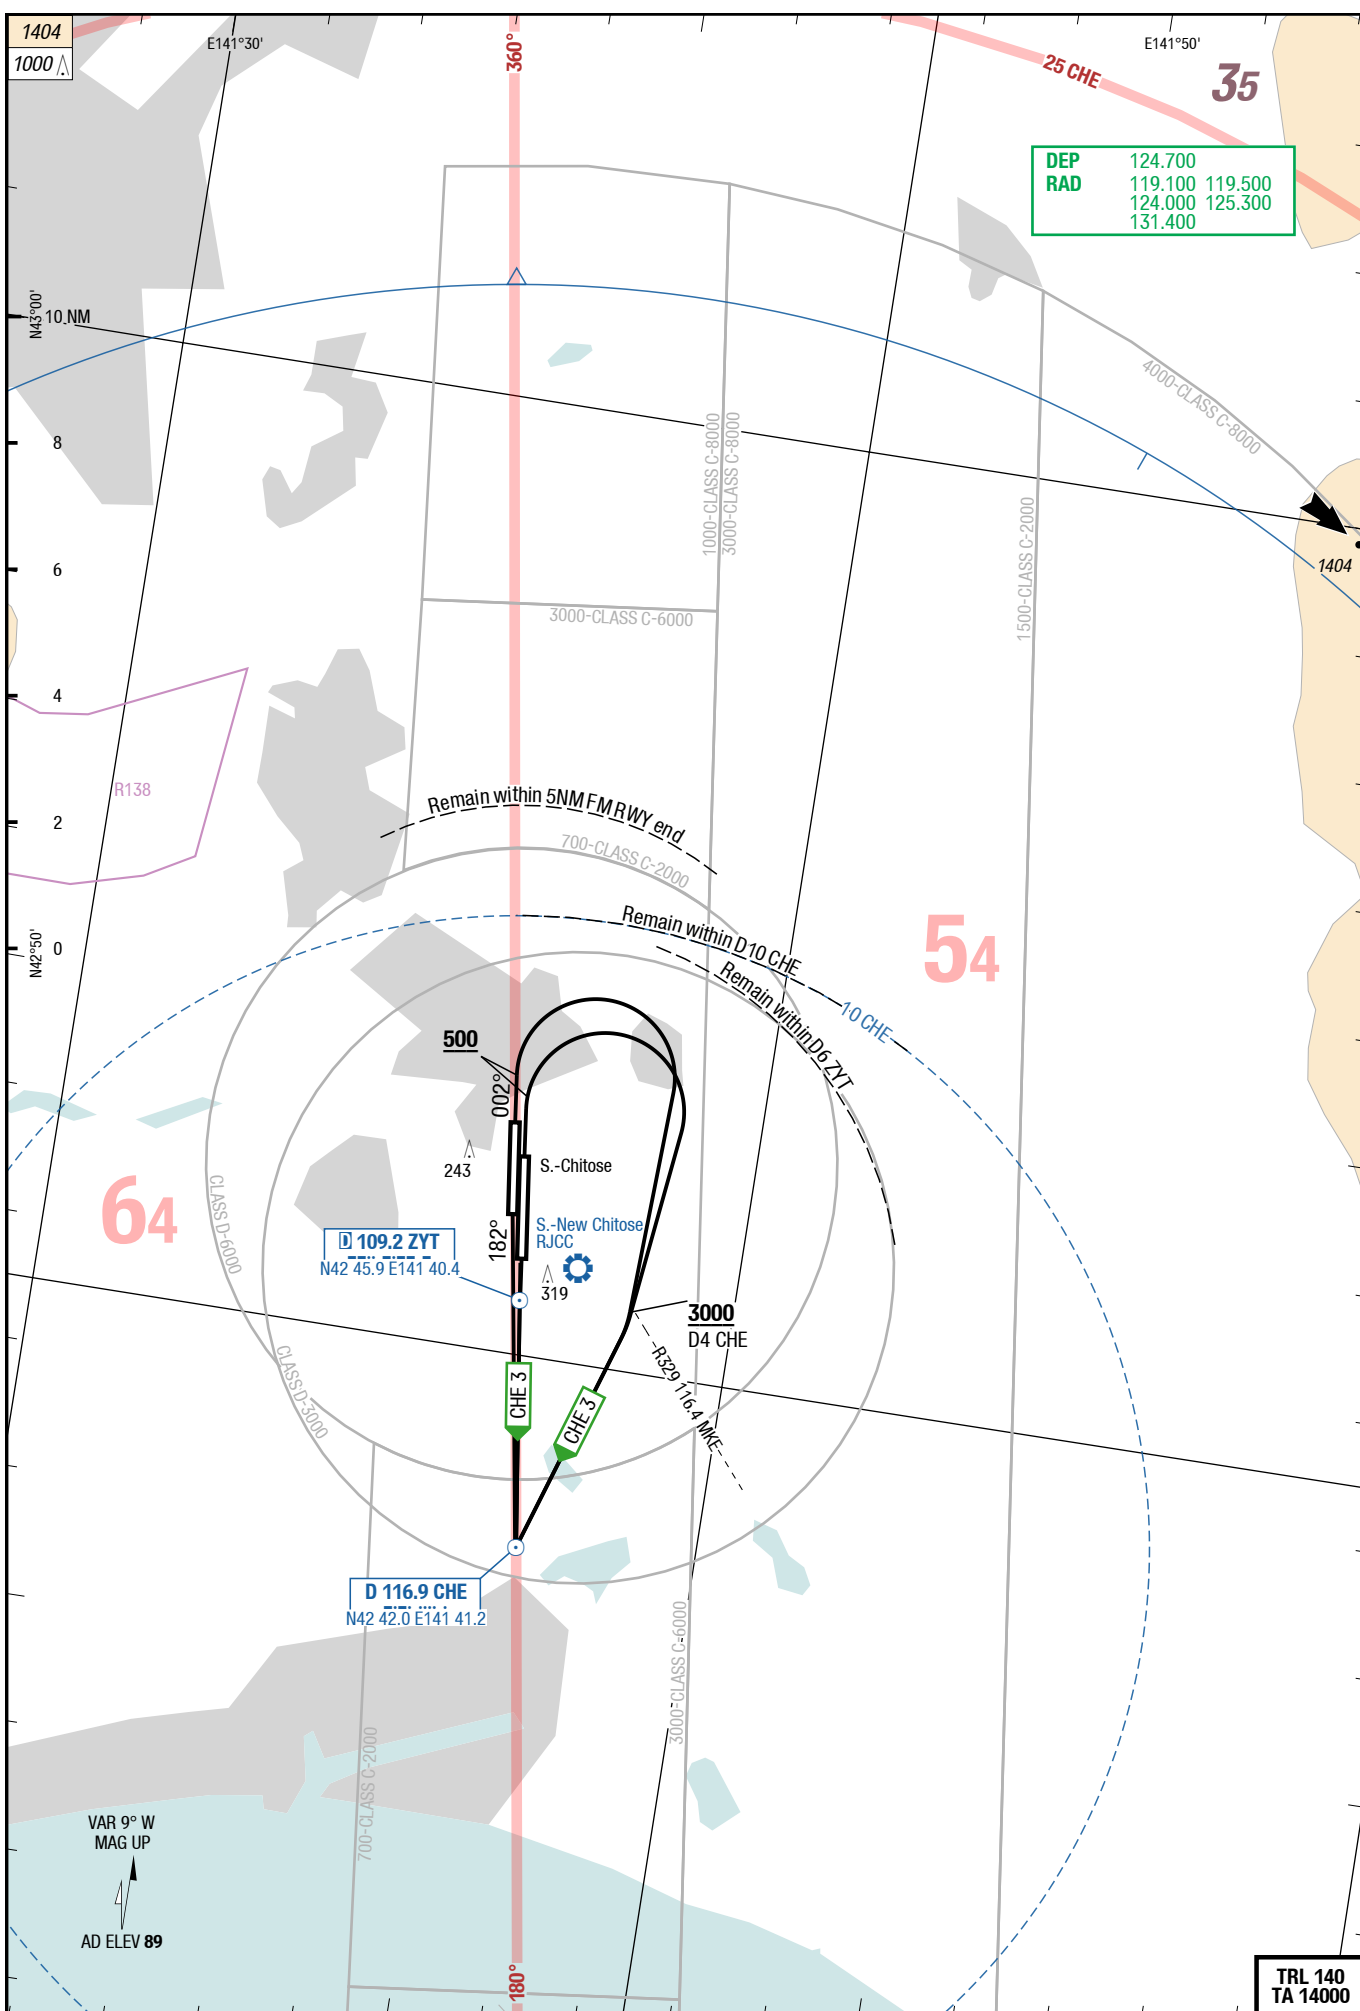 1404
1000
E141°30'
360°
E141°50'
25 CHE
35
DEP 124.700
RAD 119.100 119.500
124.000 125.300
131.400
N43°00'
10 NM
8
6
4
2
0
N42°50'
4000-CLASS C-8000
1000-CLASS C-8000
3000-CLASS C-8000
1500-CLASS C-2000
1404
3000-CLASS C-6000
R138
Remain within 5NM FM RWY end
700-CLASS C-2000
Remain within D10 CHE
Remain within D6 ZYT
10 CHE
54
500
002°
243
S.-Chitose
64
CLASS D-6000
182°
S.-New Chitose
RJCC
D 109.2 ZYT
N42 45.9 E141 40.4
319
3000
D4 CHE
R329 116.4 MKE
CLASS D-3000
CHE 3
CHE 3
D 116.9 CHE
N42 42.0 E141 41.2
3000-CLASS C-6000
700-CLASS C-2000
VAR 9° W
MAG UP
AD ELEV 89
180°
TRL 140
TA 14000